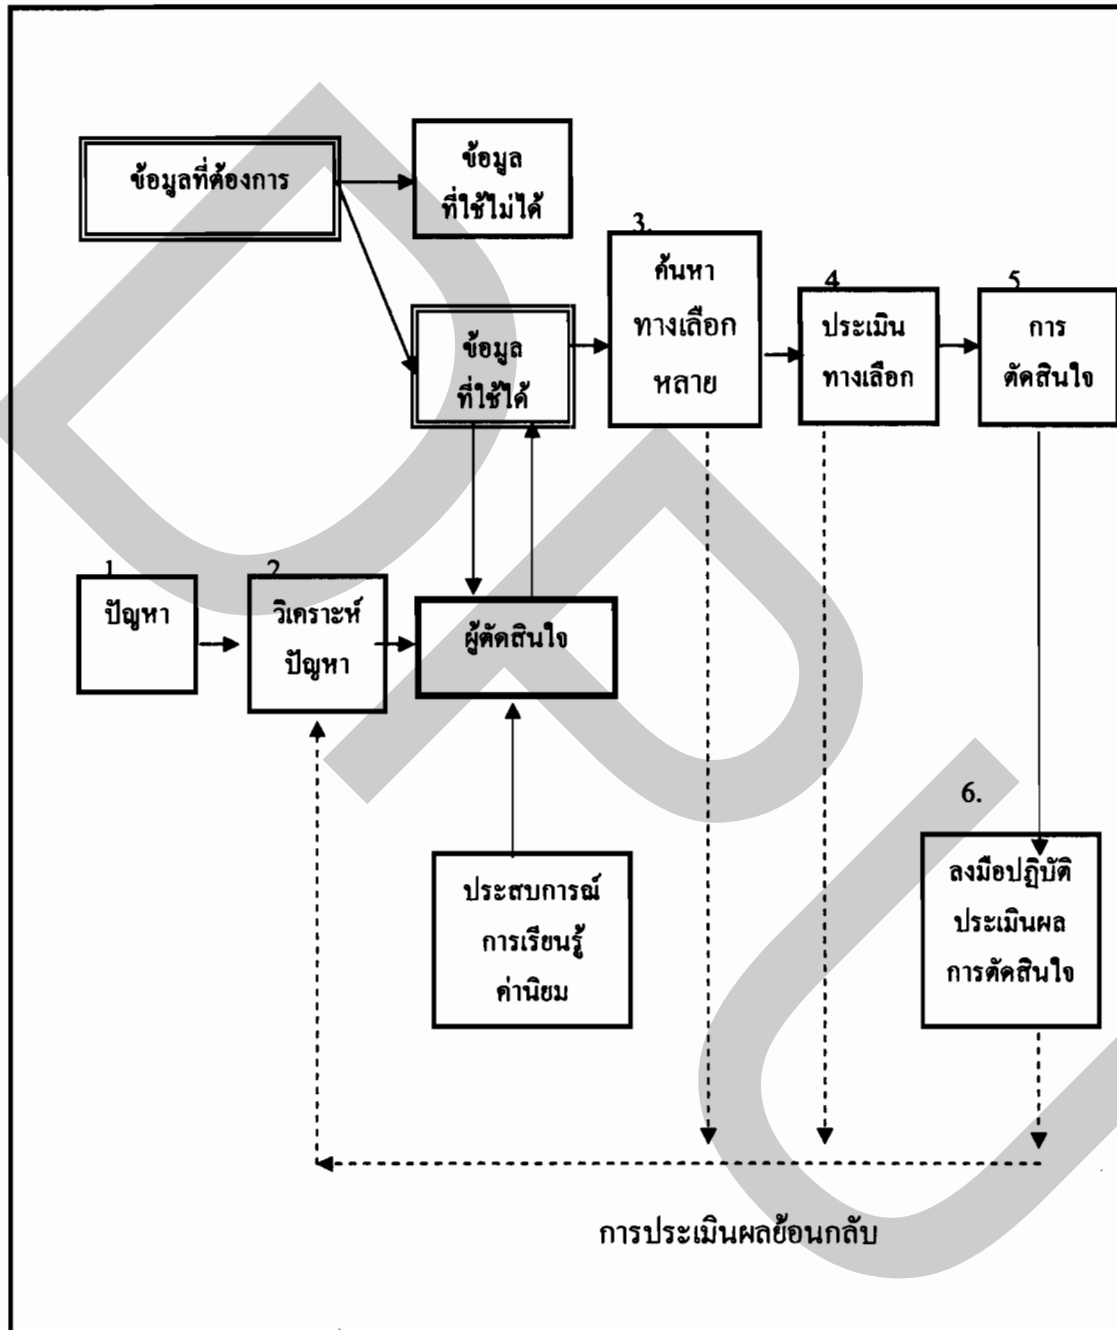 ข้อมูลที่ต้องการ
ข้อมูล
ที่ใช้ไม่ได้
ข้อมูล
ที่ใช้ได้
3.
ค้นหา
ทางเลือก
หลาย
4
ประเมิน
ทางเลือก
5
การ
ตัดสินใจ
1
ปัญหา
2
วิเคราะห์
ปัญหา
ผู้ตัดสินใจ
ประสบการณ์
การเรียนรู้
ค่านิยม
6.
ลงมือปฏิบัติ
ประเมินผล
การตัดสินใจ
การประเมินผลย้อนกลับ
DPU